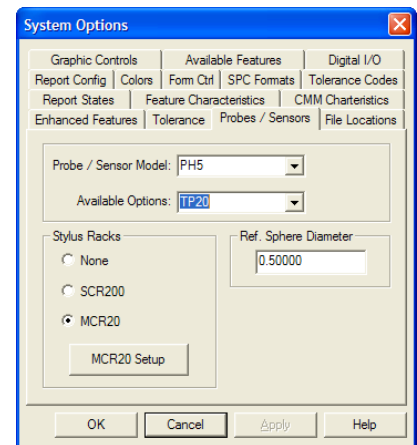 System Options
Graphic Controls Available Features Digital I/O
Report Config Colors Form Ctrl SPC Formats Tolerance Codes
Report States Feature Characteristics CMM Charteristics
Enhanced Features Tolerance Probes / Sensors File Locations
Probe / Sensor Model: PH5
Available Options: TP20
Stylus Racks Ref. Sphere Diameter
None 0.50000
SCR200
MCR20
MCR20 Setup
OK Cancel Apply Help